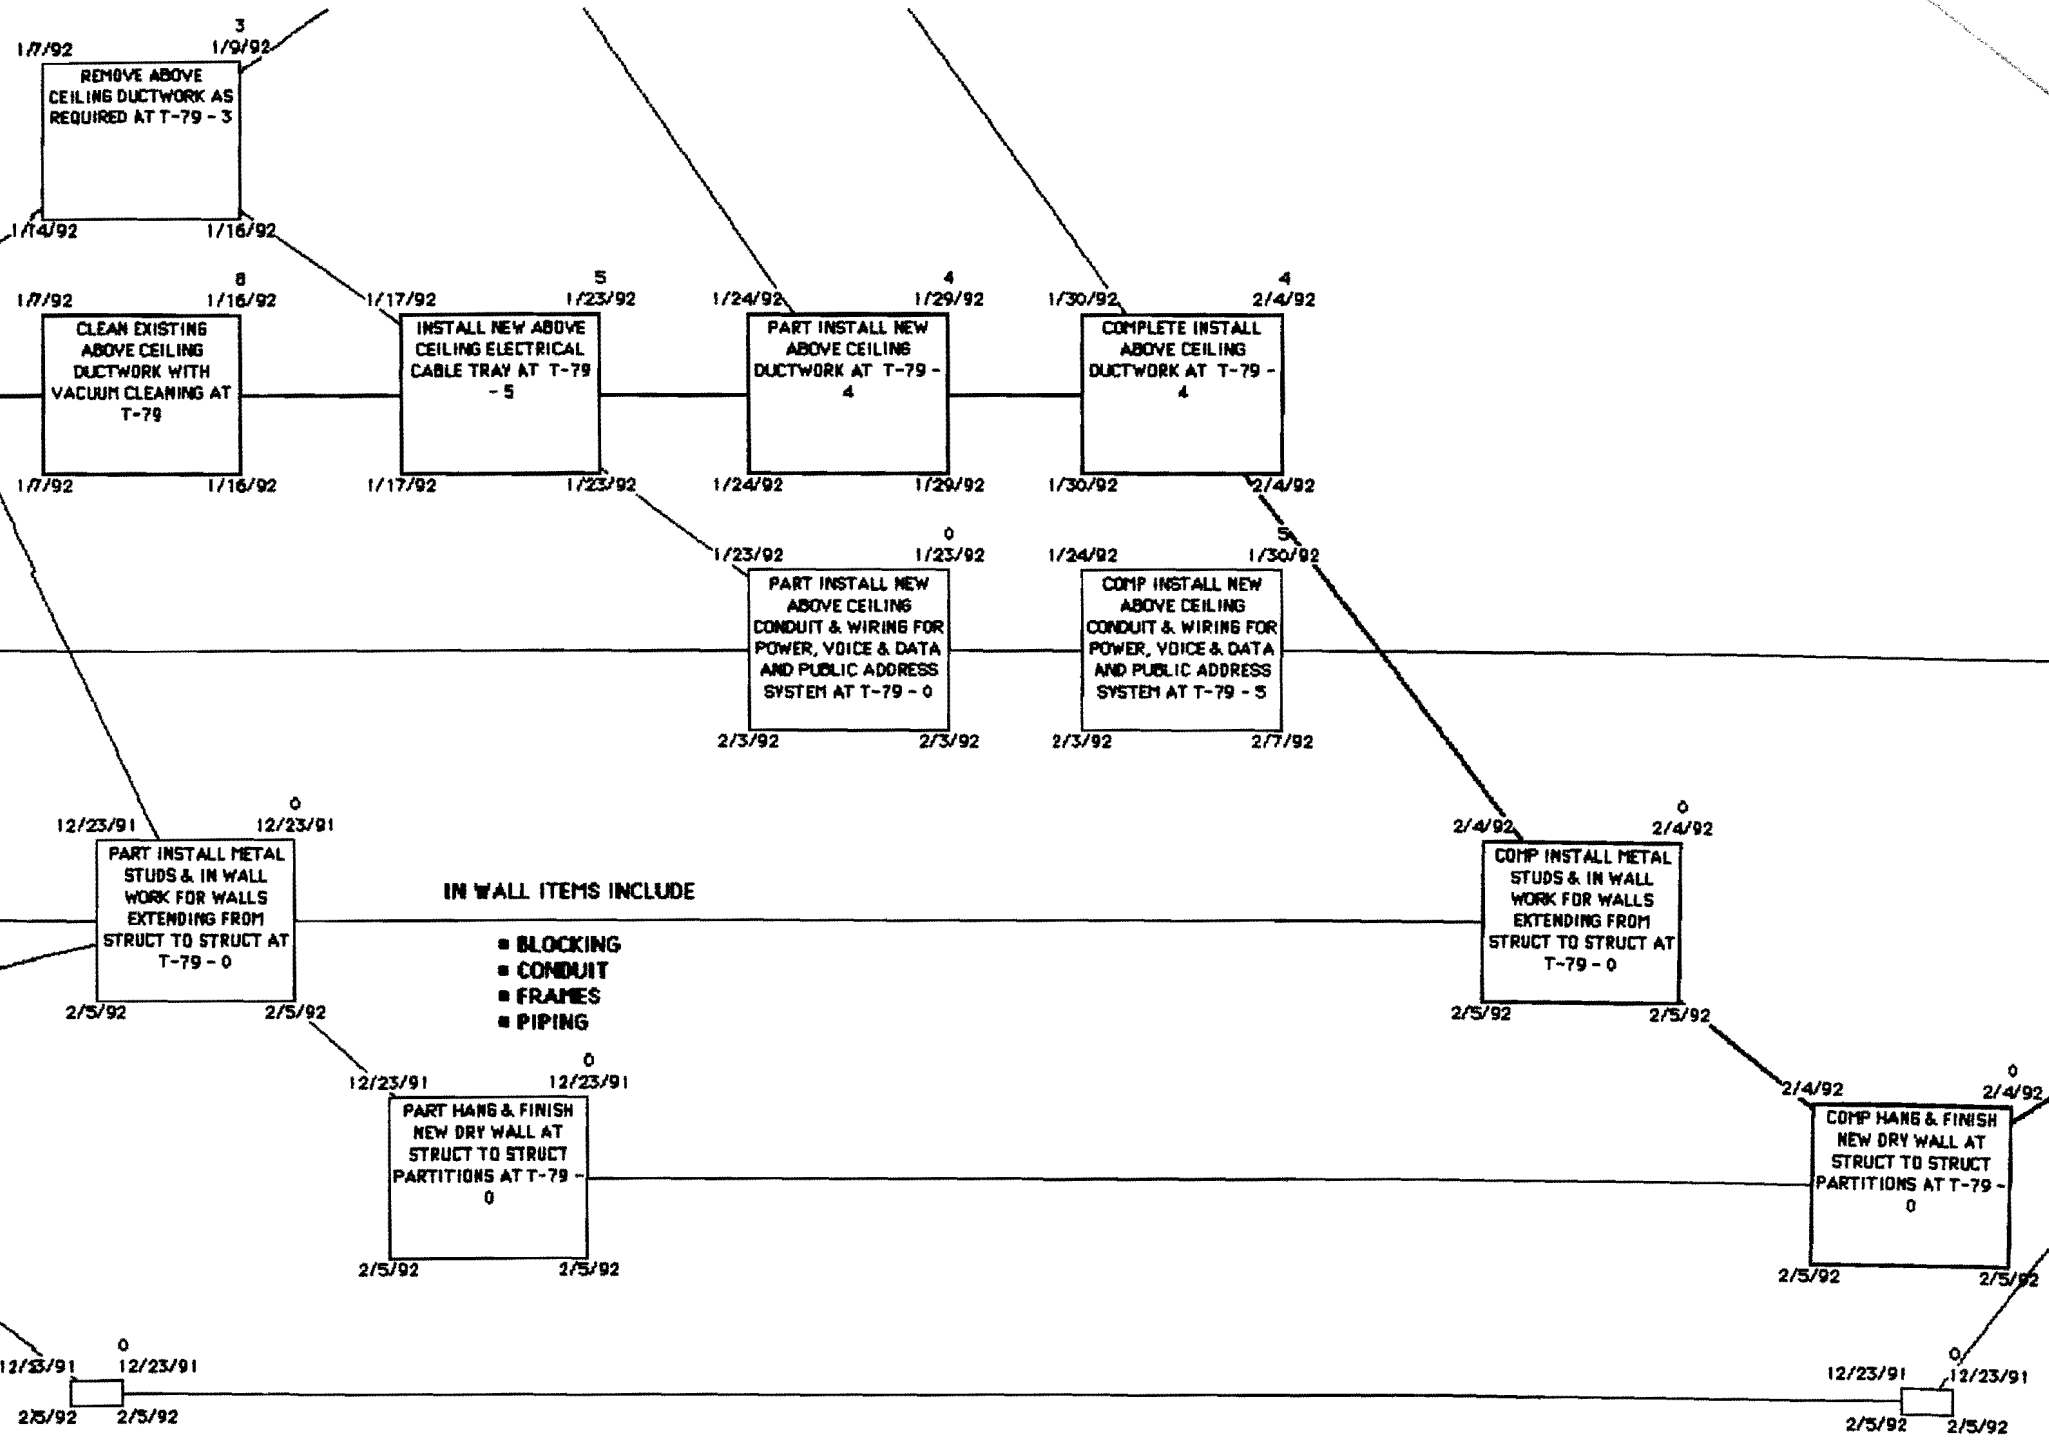 3
1/7/92 1/9/92
REMOVE ABOVE
CEILING DUCTWORK AS
REQUIRED AT T-79 - 3
1/14/92 1/16/92
8
1/7/92 1/16/92
CLEAN EXISTING
ABOVE CEILING
DUCTWORK WITH
VACUUM CLEANING AT
T-79
1/7/92 1/16/92
5
1/17/92 1/23/92
INSTALL NEW ABOVE
CEILING ELECTRICAL
CABLE TRAY AT T-79
- 5
1/17/92 1/23/92
4
1/24/92 1/29/92
PART INSTALL NEW
ABOVE CEILING
DUCTWORK AT T-79 -
4
1/24/92 1/29/92
4
1/30/92 2/4/92
COMPLETE INSTALL
ABOVE CEILING
DUCTWORK AT T-79 -
4
1/30/92 2/4/92
0
1/23/92 1/23/92
PART INSTALL NEW
ABOVE CEILING
CONDUIT & WIRING FOR
POWER, VOICE & DATA
AND PUBLIC ADDRESS
SYSTEM AT T-79 - 0
2/3/92 2/3/92
5
1/24/92 1/30/92
COMP INSTALL NEW
ABOVE CEILING
CONDUIT & WIRING FOR
POWER, VOICE & DATA
AND PUBLIC ADDRESS
SYSTEM AT T-79 - 5
2/3/92 2/7/92
0
12/23/91 12/23/91
PART INSTALL METAL
STUDS & IN WALL
WORK FOR WALLS
EXTENDING FROM
STRUCT TO STRUCT AT
T-79 - 0
2/5/92 2/5/92
IN WALL ITEMS INCLUDE
▪ BLOCKING
▪ CONDUIT
▪ FRAMES
▪ PIPING
0
2/4/92 2/4/92
COMP INSTALL METAL
STUDS & IN WALL
WORK FOR WALLS
EXTENDING FROM
STRUCT TO STRUCT AT
T-79 - 0
2/5/92 2/5/92
0
12/23/91 12/23/91
PART HANG & FINISH
NEW DRY WALL AT
STRUCT TO STRUCT
PARTITIONS AT T-79 -
0
2/5/92 2/5/92
0
2/4/92 2/4/92
COMP HANG & FINISH
NEW DRY WALL AT
STRUCT TO STRUCT
PARTITIONS AT T-79 -
0
2/5/92 2/5/92
0
12/23/91 12/23/91
2/5/92 2/5/92
0
12/23/91 12/23/91
2/5/92 2/5/92